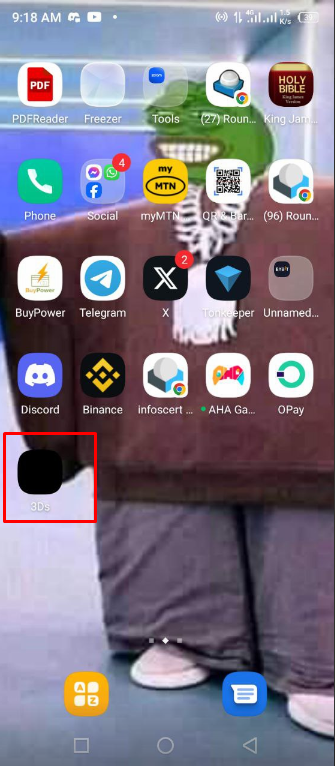 9:18 AM
4G
1.5
K/s
PDF
HOLY
BIBLE
King James
Version
PDFReader
Freezer
Tools
(27) Roun...
King Jam...
4
my
MTN
Phone
Social
myMTN
QR & Bar...
(96) Roun...
BuyPower
2
BYBIT
BuyPower
Telegram
X
Tonkeeper
Unnamed...
Discord
Binance
infoscert ...
AHA Ga...
OPay
3Ds
A
Z